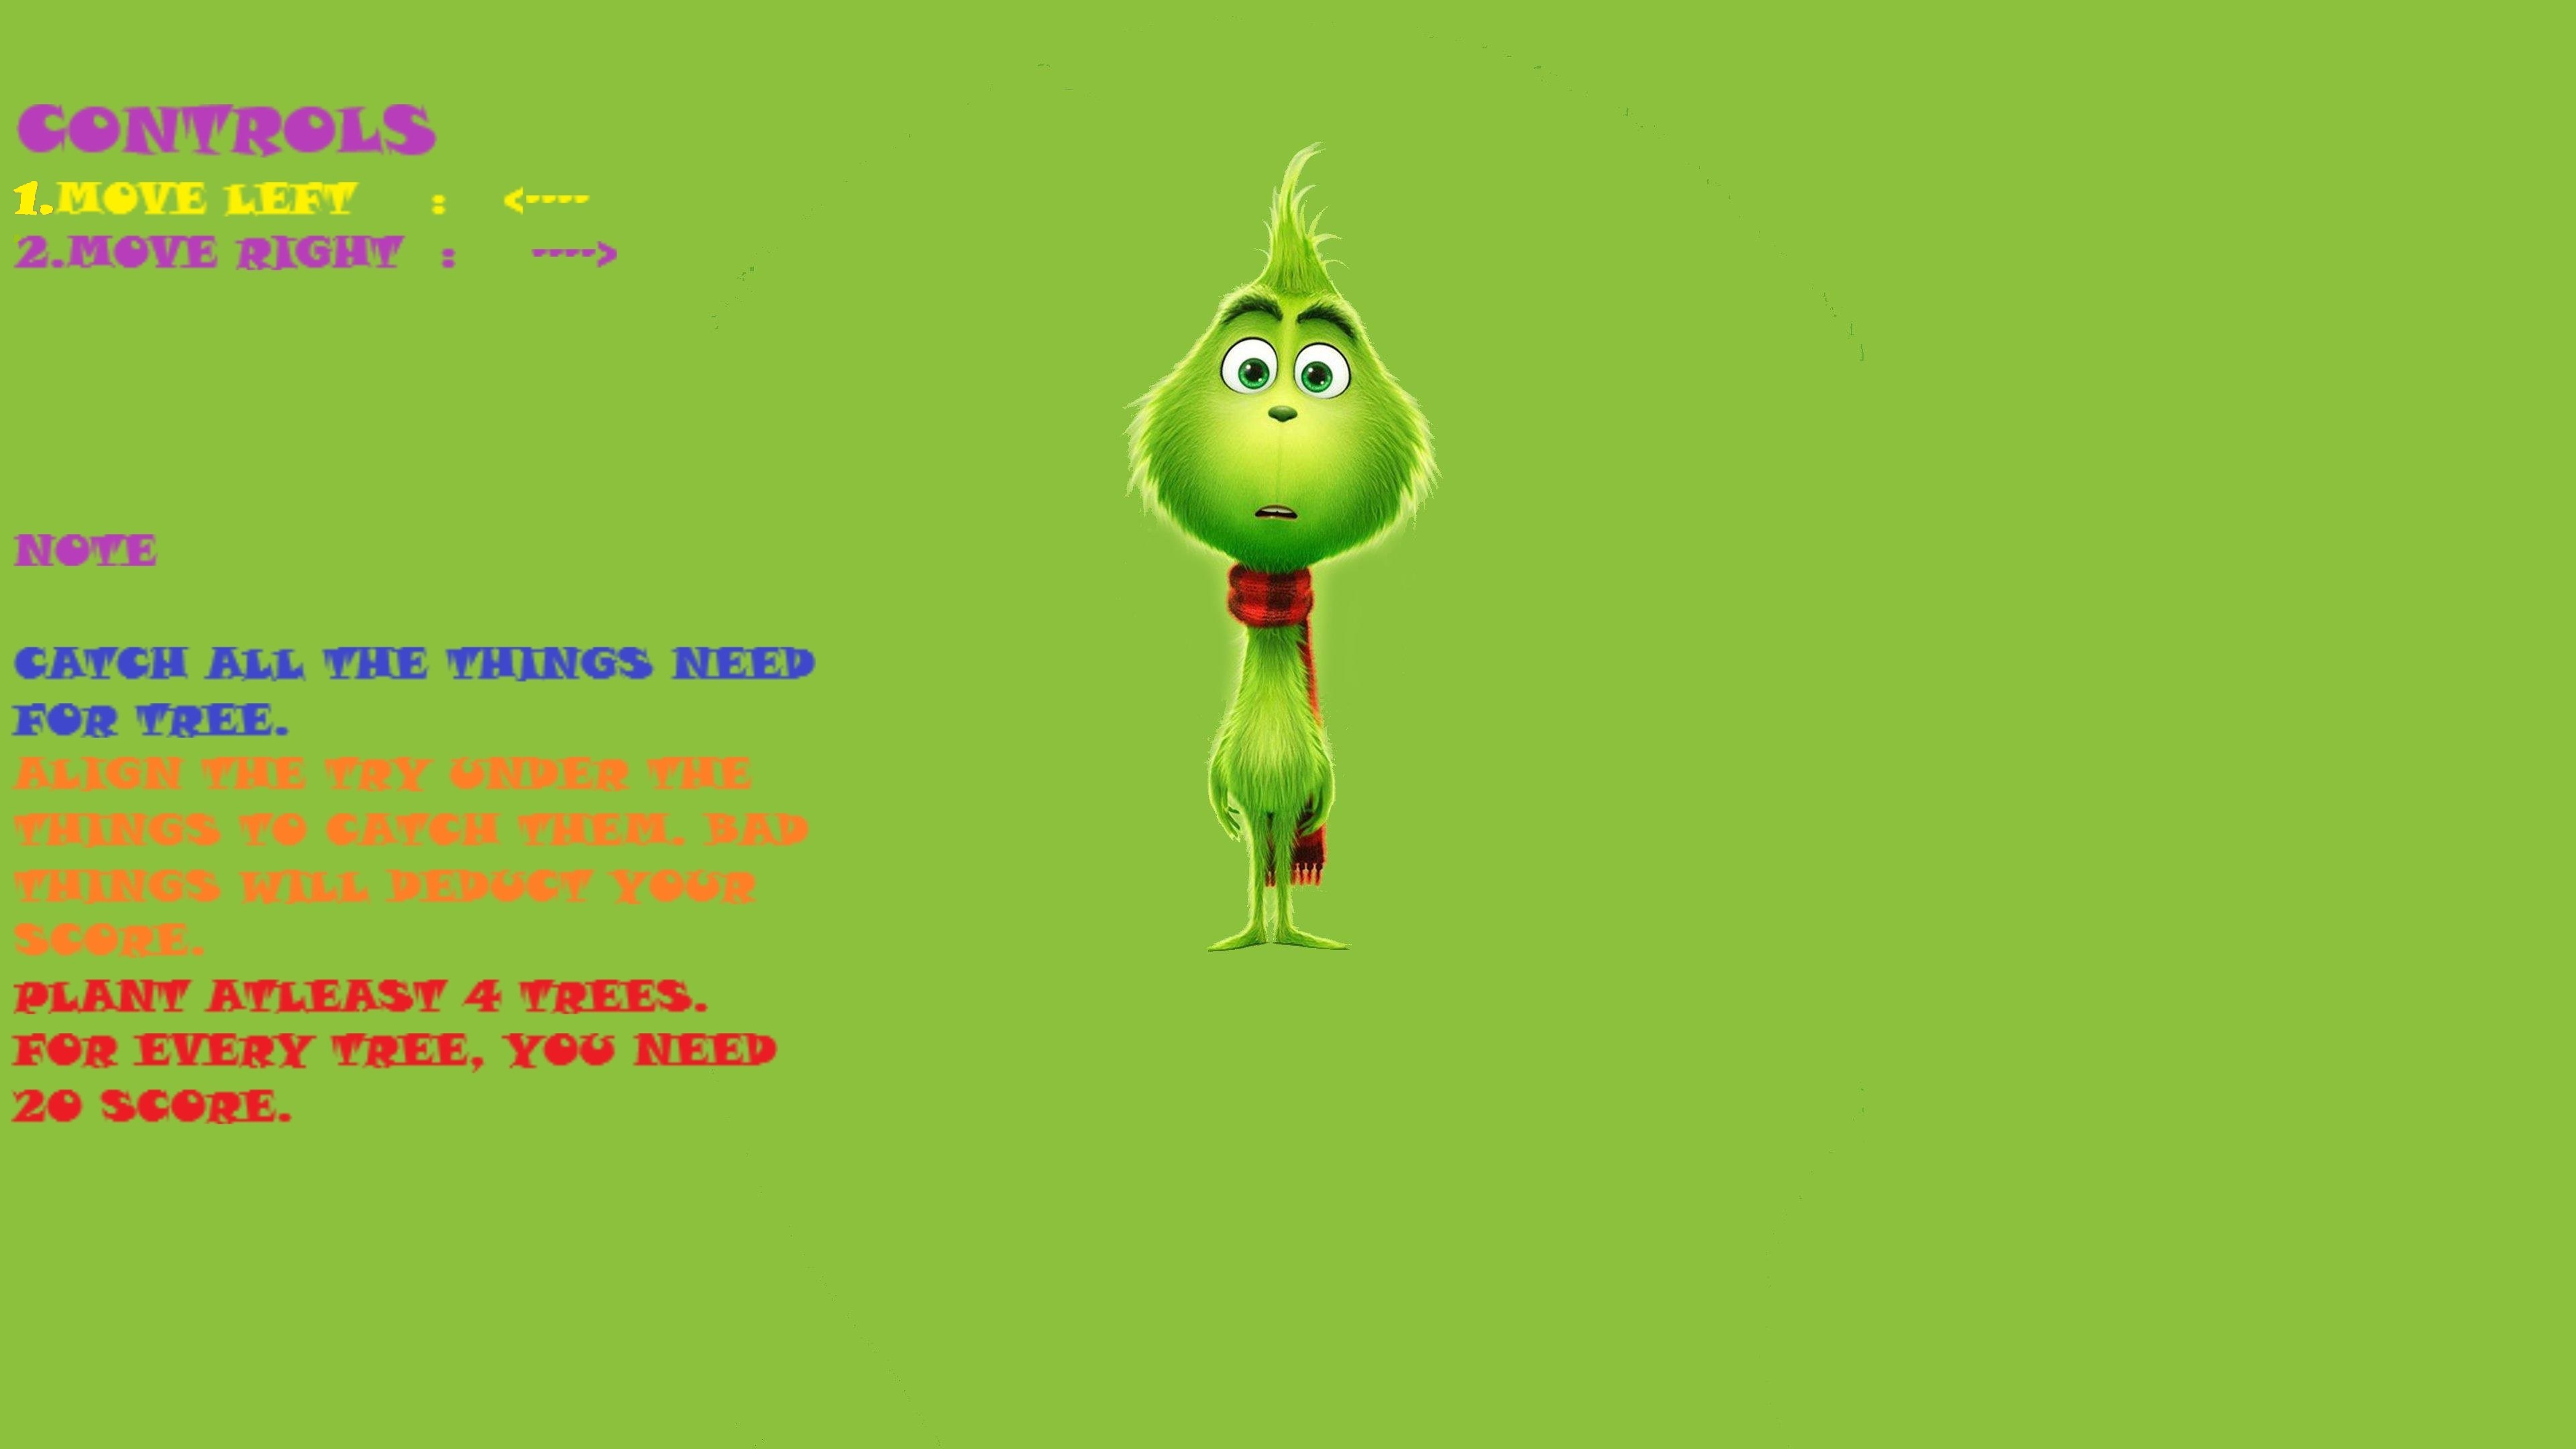 CONTROLS
1.MOVE LEFT : <----
2.MOVE RIGHT : ---->
NOTE
CATCH ALL THE THINGS NEED
FOR TREE.
ALIGN THE TRY UNDER THE
THINGS TO CATCH THEM. BAD
THINGS WILL DEDUCT YOUR
SCORE.
PLANT ATLEAST 4 TREES.
FOR EVERY TREE, YOU NEED
20 SCORE.